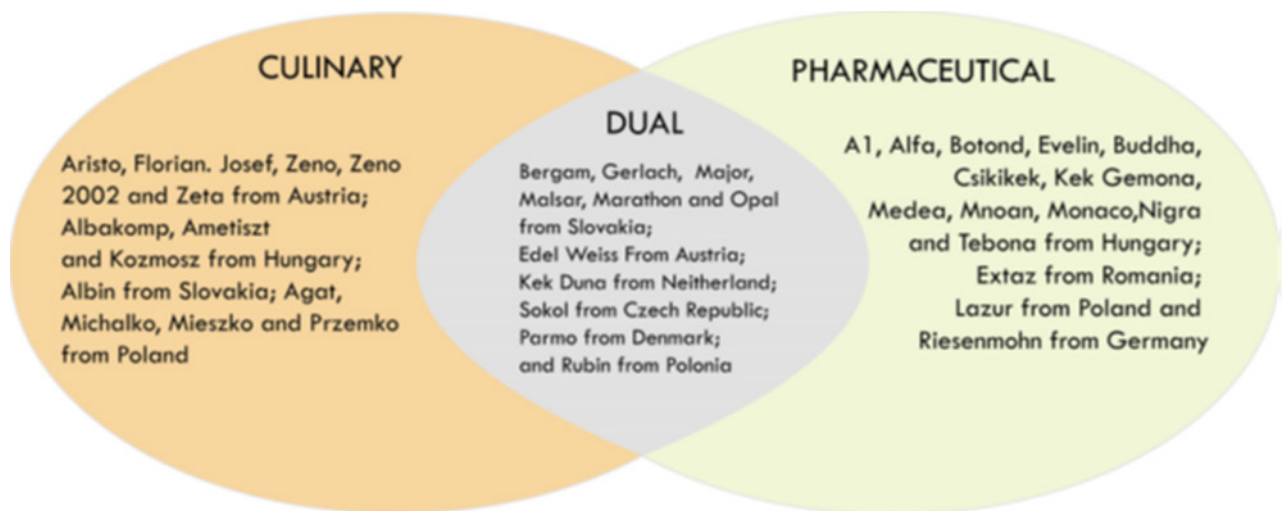 CULINARY
Aristo, Florian. Josef, Zeno, Zeno
2002 and Zeta from Austria;
Albakomp, Ametiszt
and Kozmosz from Hungary;
Albin from Slovakia; Agat,
Michalko, Mieszko and Przemko
from Poland
DUAL
Bergam, Gerlach, Major,
Malsar, Marathon and Opal
from Slovakia;
Edel Weiss From Austria;
Kek Duna from Neitherland;
Sokol from Czech Republic;
Parmo from Denmark;
and Rubin from Polonia
PHARMACEUTICAL
A1, Alfa, Botond, Evelin, Buddha,
Csikikek, Kek Gemona,
Medea, Mnoan, Monaco,Nigra
and Tebona from Hungary;
Extaz from Romania;
Lazur from Poland and
Riesenmohn from Germany